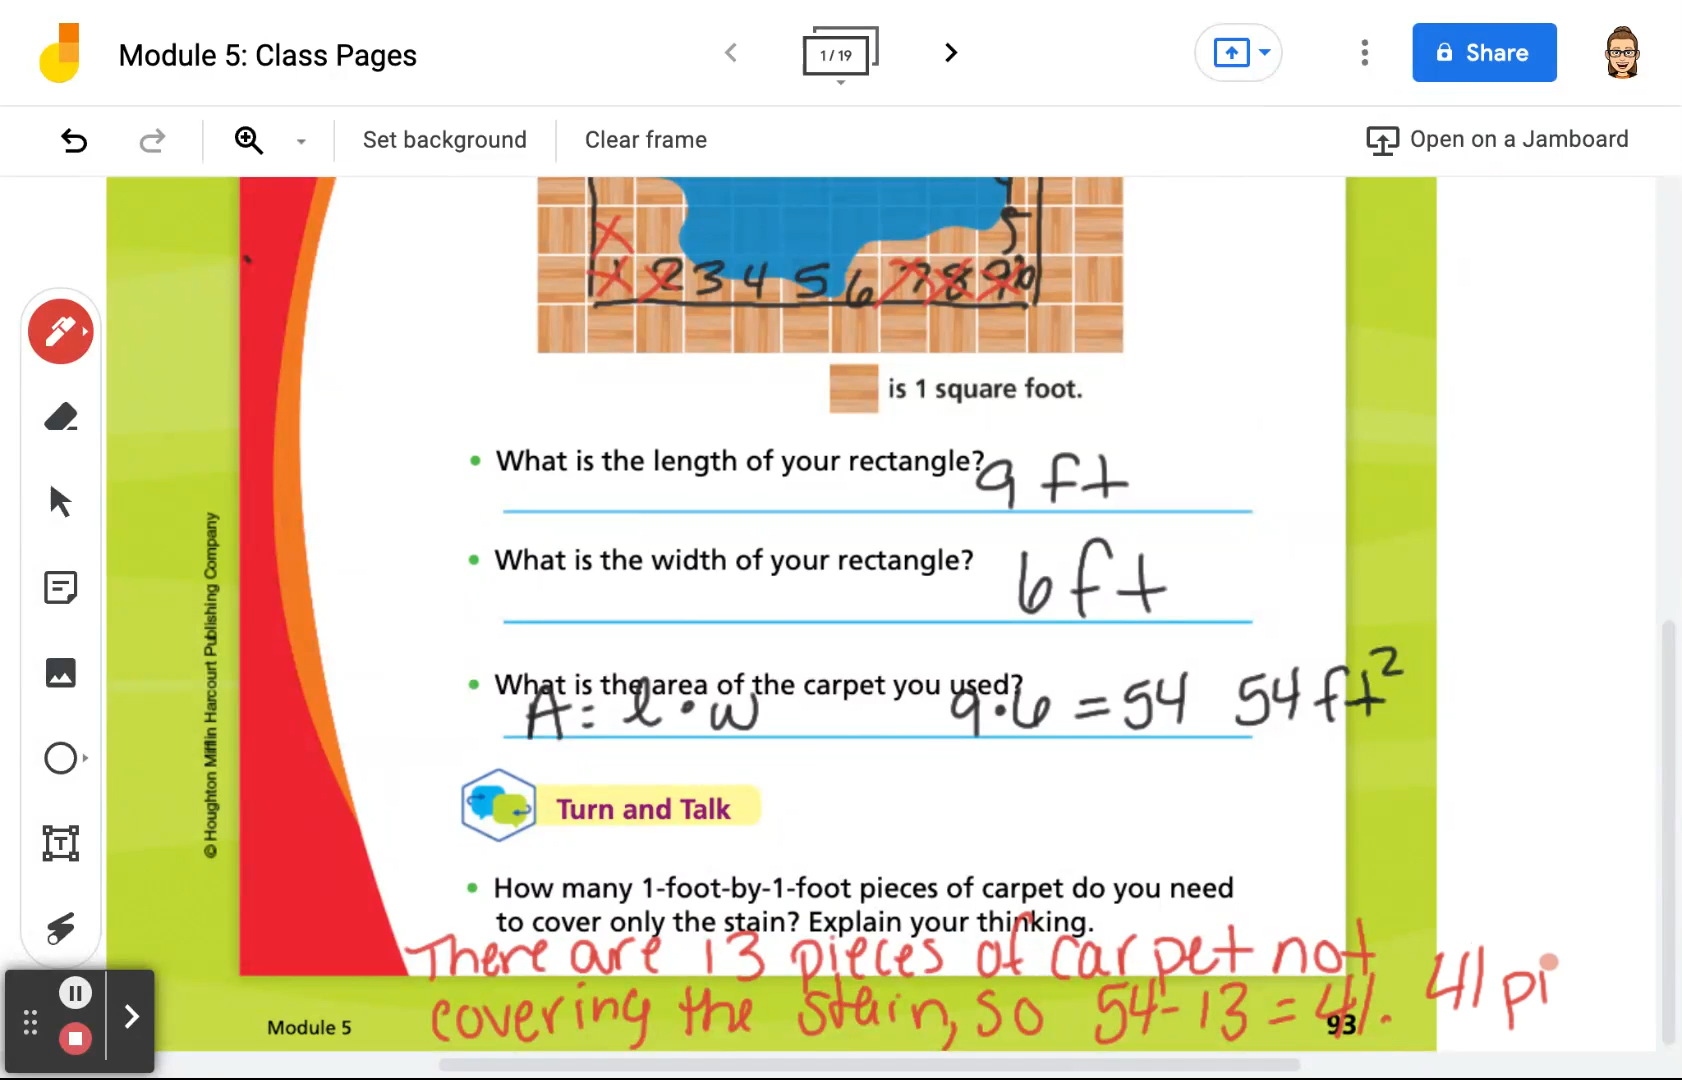 Module 5: Class Pages
1 / 19
Share
Set background
Clear frame
Open on a Jamboard
1 2 3 4 5 6 7 8 9
is 1 square foot.
• What is the length of your rectangle? 9 ft
• What is the width of your rectangle? 6 ft
• What is the area of the carpet you used?
A = l • w 9 • 6 = 54 54 ft²
Turn and Talk
• How many 1-foot-by-1-foot pieces of carpet do you need
to cover only the stain? Explain your thinking.
There are 13 pieces of carpet not
covering the stain, so 54 - 13 = 41. 41 pi
Module 5
93
© Houghton Mifflin Harcourt Publishing Company